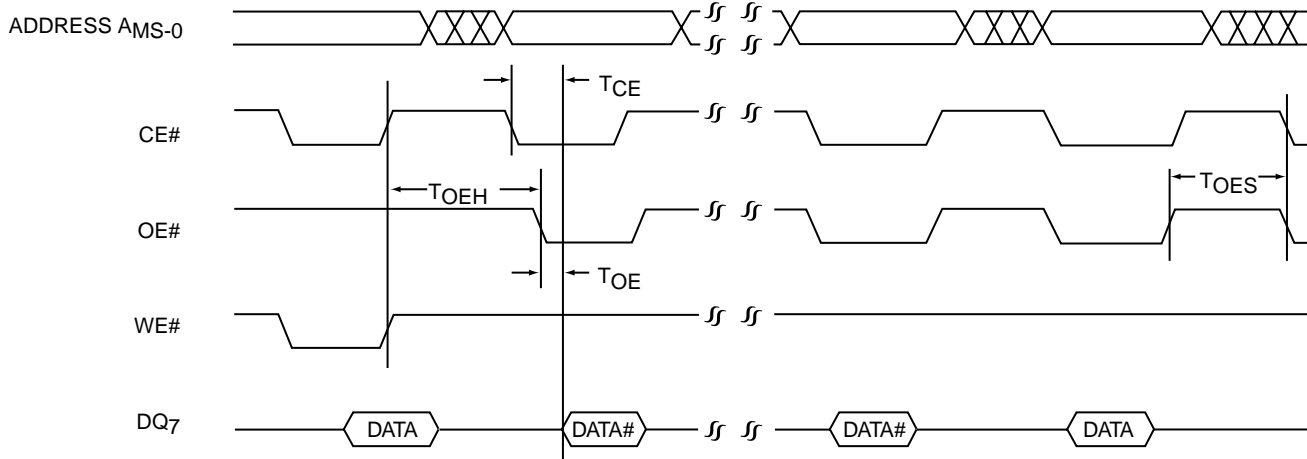 ADDRESS AMS-0
TCE
CE#
TOEH
TOES
OE#
TOE
WE#
DQ7
DATA
DATA#
DATA#
DATA